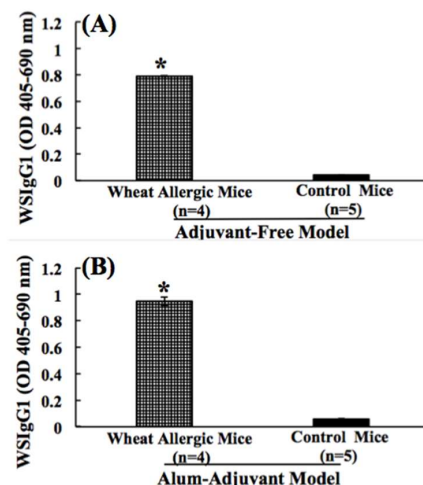 (A)
WSIgG1 (OD 405-690 nm)
1.2
1
0.8
0.6
0.4
0.2
0
*
Wheat Allergic Mice
(n=4)
Control Mice
(n=5)
Adjuvant-Free Model
(B)
WSIgG1 (OD 405-690 nm)
1.2
1
0.8
0.6
0.4
0.2
0
*
Wheat Allergic Mice
(n=4)
Control Mice
(n=5)
Alum-Adjuvant Model